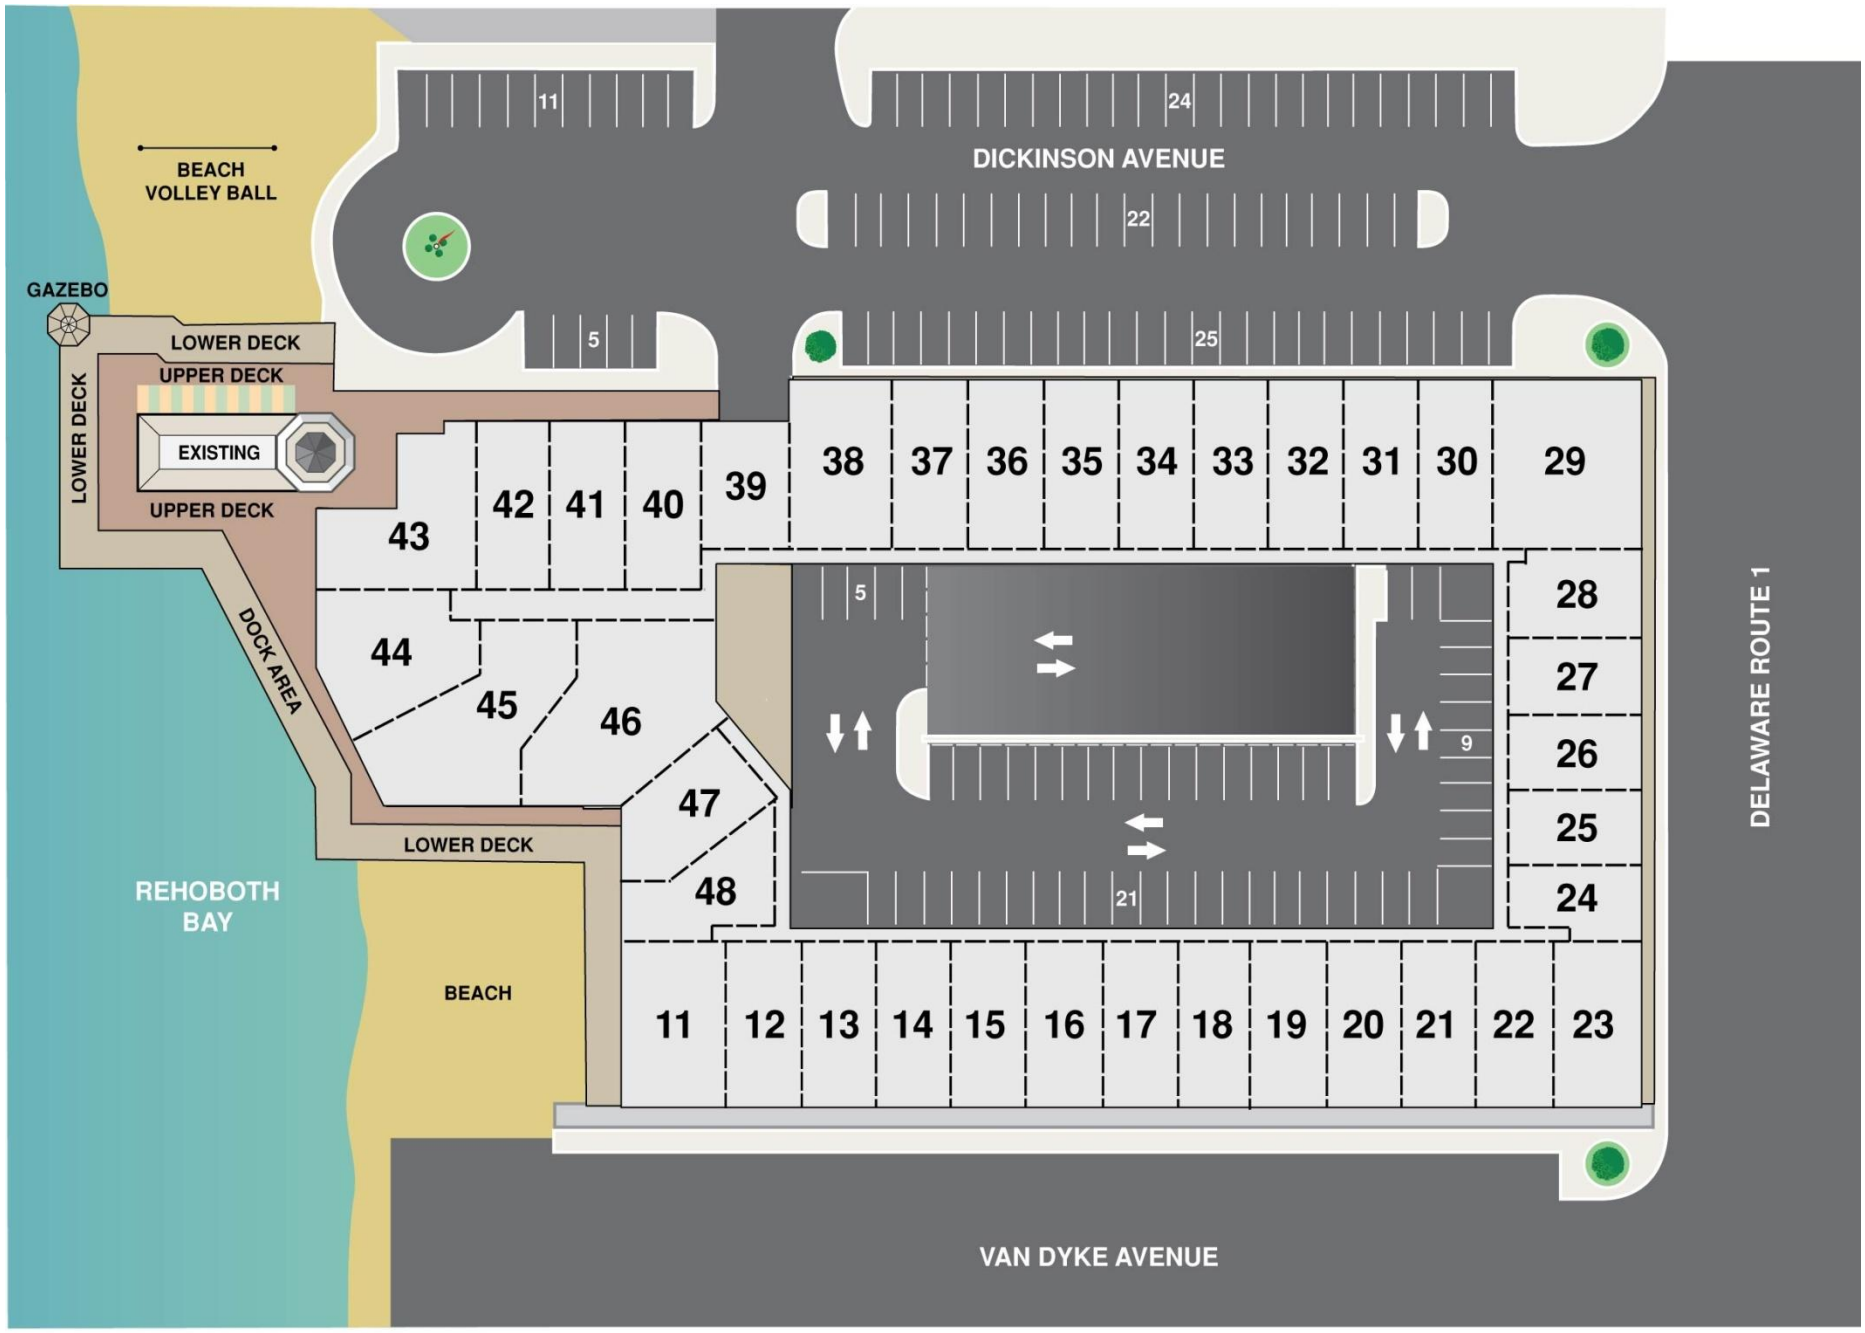 11
24
DICKINSON AVENUE
BEACH
VOLLEY BALL
22
GAZEBO
LOWER DECK
5
25
UPPER DECK
LOWER DECK
EXISTING
UPPER DECK
43
42
41
40
39
38
37
36
35
34
33
32
31
30
29
28
27
26
25
24
5
9
21
44
45
46
47
48
DOCK AREA
LOWER DECK
REHOBOTH
BAY
BEACH
11
12
13
14
15
16
17
18
19
20
21
22
23
DELAWARE ROUTE 1
VAN DYKE AVENUE